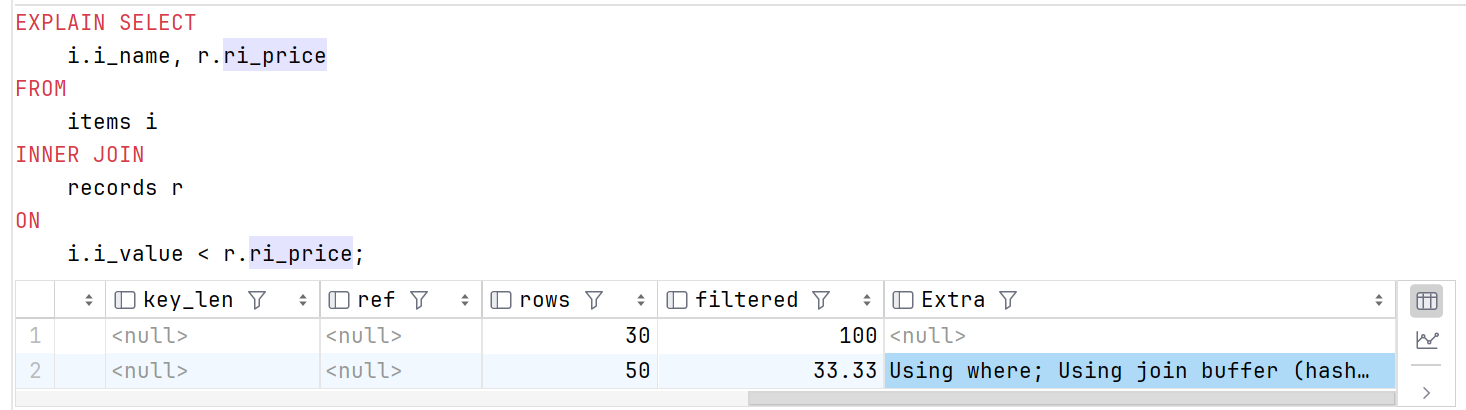 EXPLAIN SELECT
i.i_name, r.ri_price
FROM
items i
INNER JOIN
records r
ON
i.i_value < r.ri_price;
key_len ref rows filtered Extra
1 <null> <null> 30 100 <null>
2 <null> <null> 50 33.33 Using where; Using join buffer (hash…